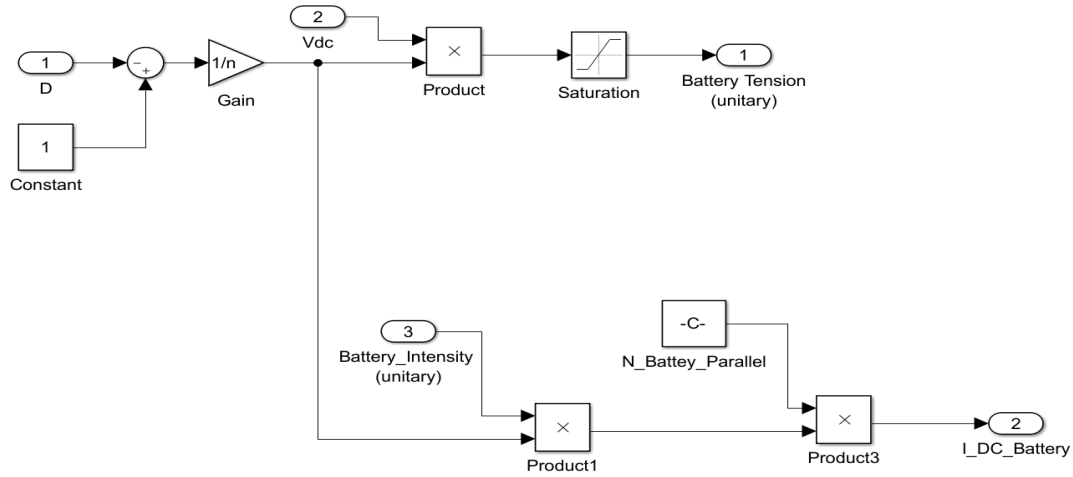 2
Vdc
1
D
−
+
1/n
Gain
×
Product
Saturation
1
Battery Tension
(unitary)
1
Constant
3
Battery_Intensity
(unitary)
-C-
N_Battey_Parallel
×
Product1
×
Product3
2
I_DC_Battery